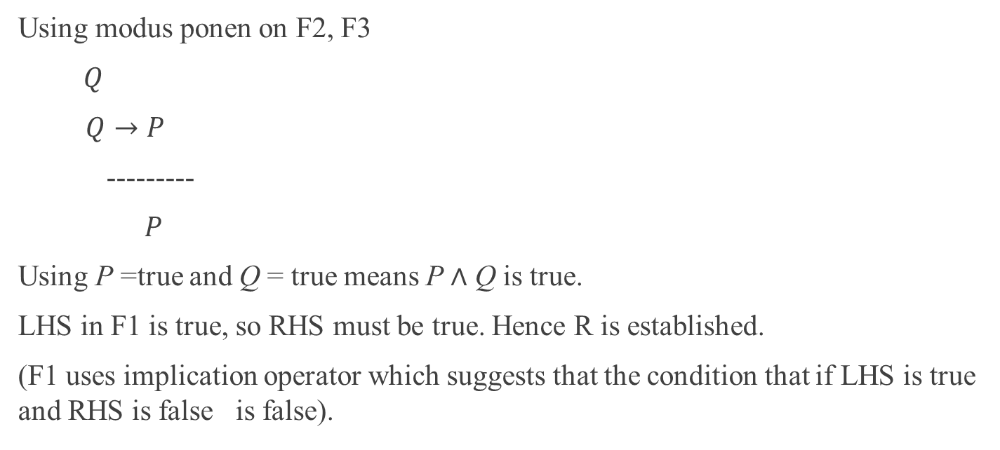 Using modus ponen on F2, F3
Q
Q → P
---------
P
Using P =true and Q = true means P ∧ Q is true.
LHS in F1 is true, so RHS must be true. Hence R is established.
(F1 uses implication operator which suggests that the condition that if LHS is true
and RHS is false is false).